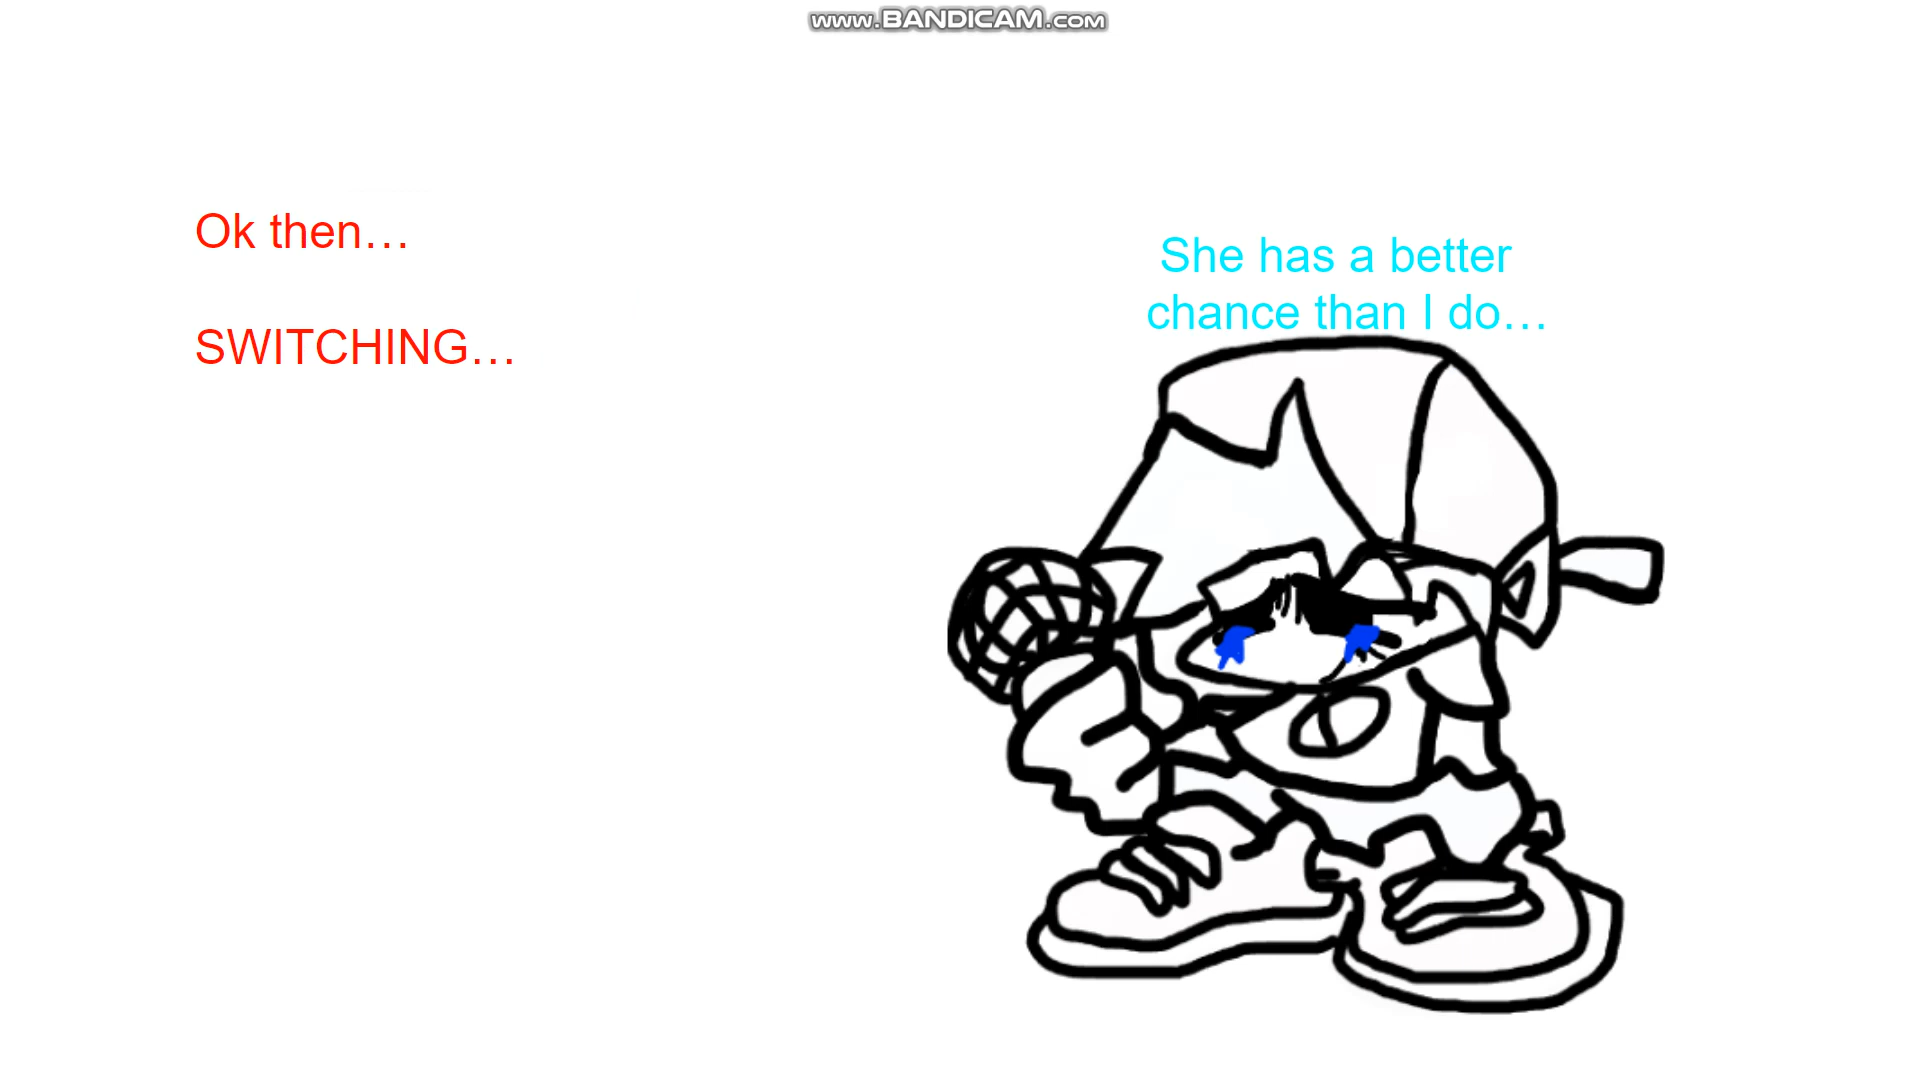 www.BANDICAM.com
Ok then...
SWITCHING...
She has a better
chance than I do...